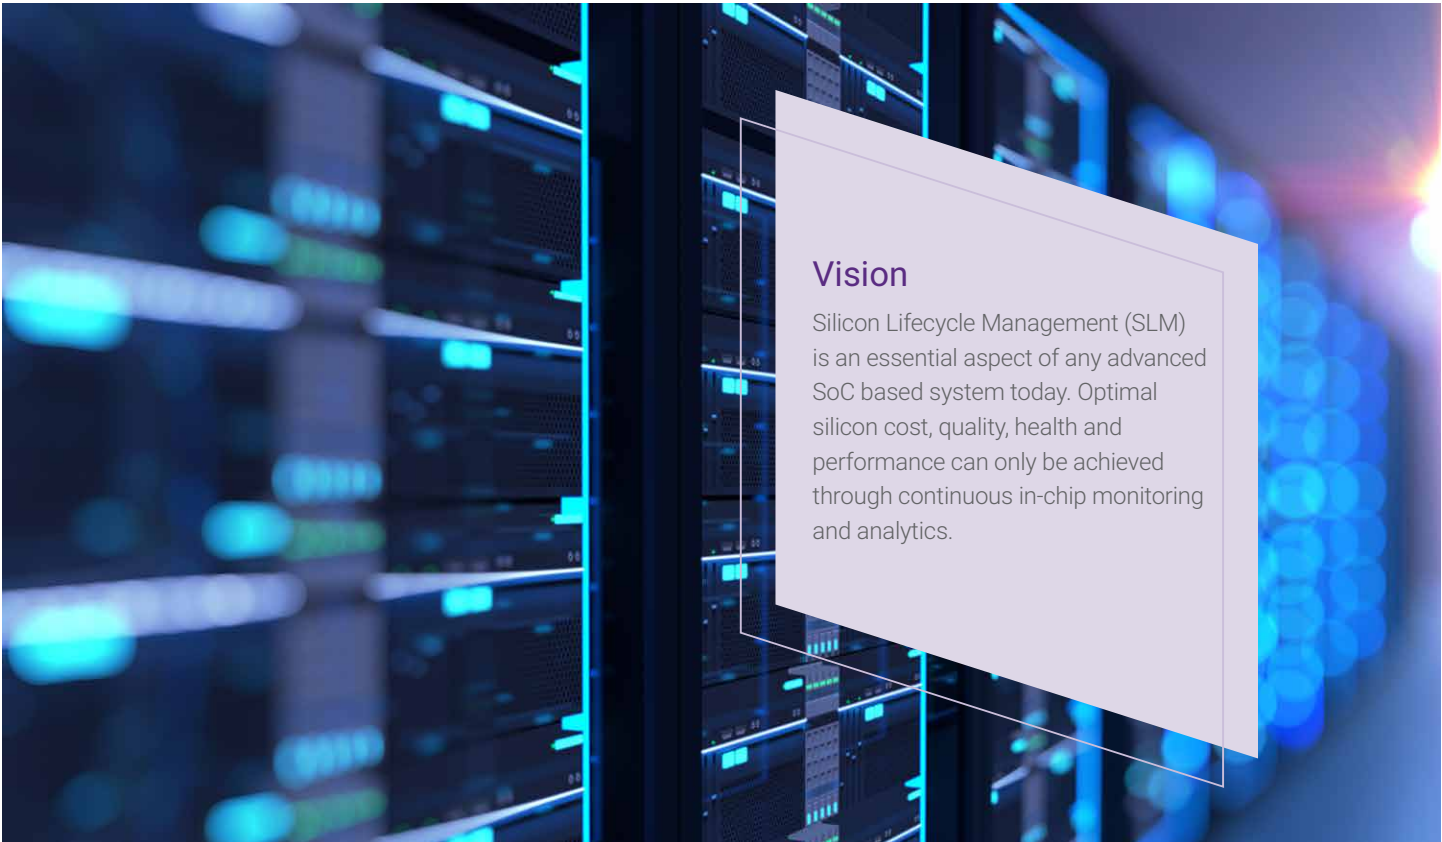 Vision
Silicon Lifecycle Management (SLM)
is an essential aspect of any advanced
SoC based system today. Optimal
silicon cost, quality, health and
performance can only be achieved
through continuous in-chip monitoring
and analytics.